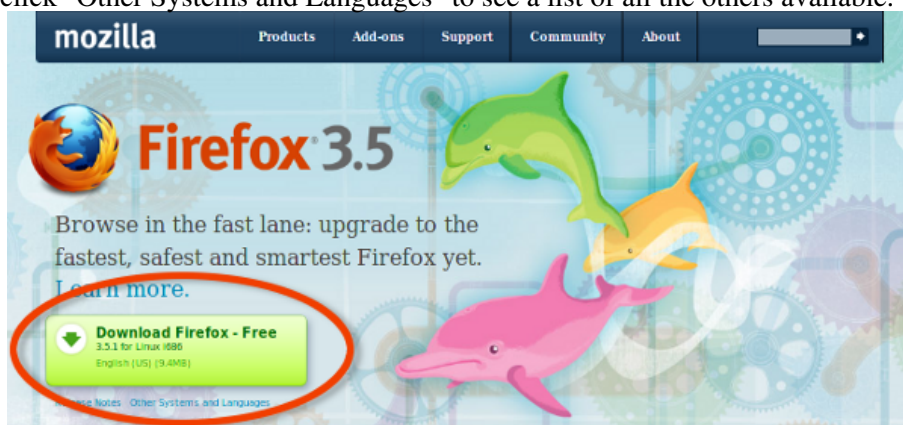 click "Other Systems and Languages" to see a list of all the others available.
mozilla
Products Add-ons Support Community About
Firefox 3.5
Browse in the fast lane: upgrade to the
fastest, safest and smartest Firefox yet.
Learn more.
Download Firefox - Free
3.5.1 for Linux i686
English (US) (9.4MB)
Release Notes Other Systems and Languages